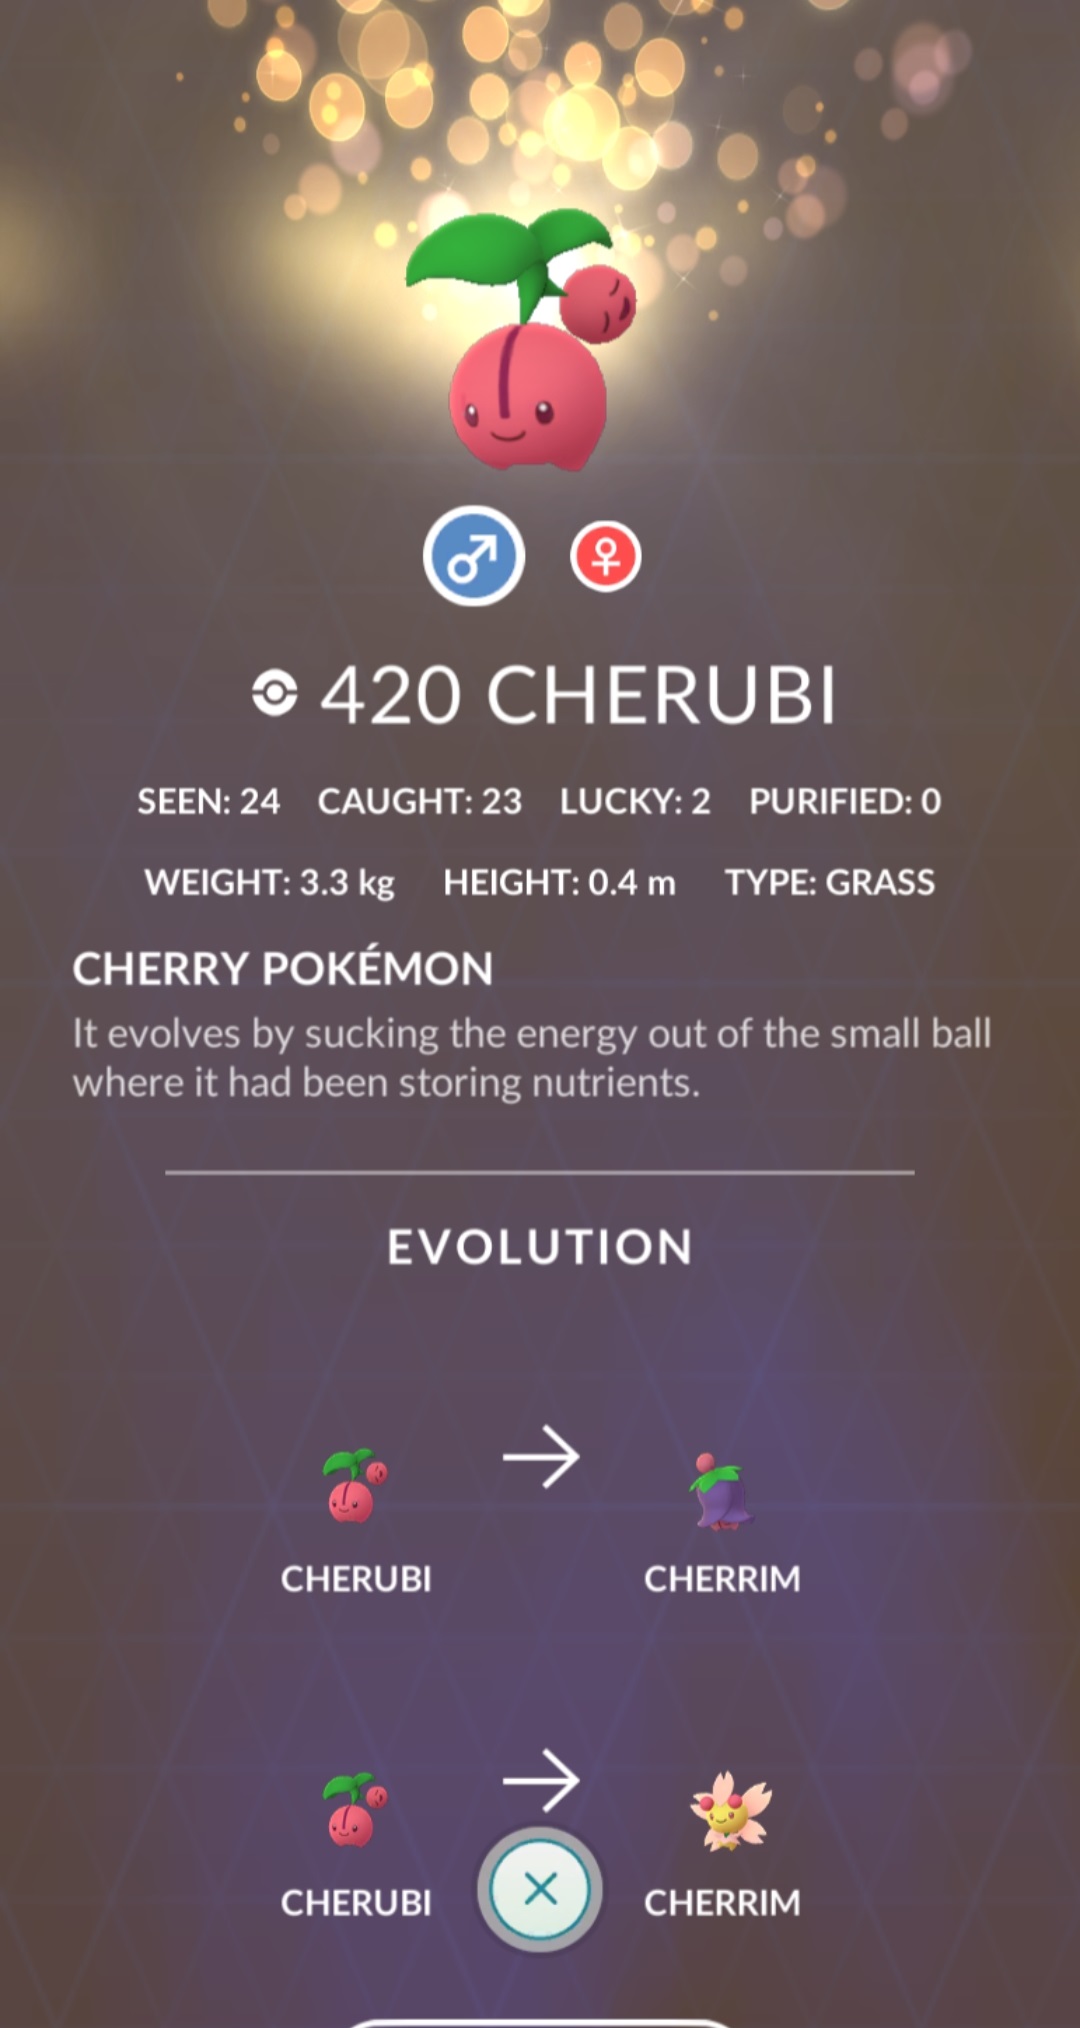 420 CHERUBI
SEEN: 24 CAUGHT: 23 LUCKY: 2 PURIFIED: 0
WEIGHT: 3.3 kg HEIGHT: 0.4 m TYPE: GRASS
CHERRY POKÉMON
It evolves by sucking the energy out of the small ball
where it had been storing nutrients.
EVOLUTION
CHERUBI CHERRIM
CHERUBI CHERRIM